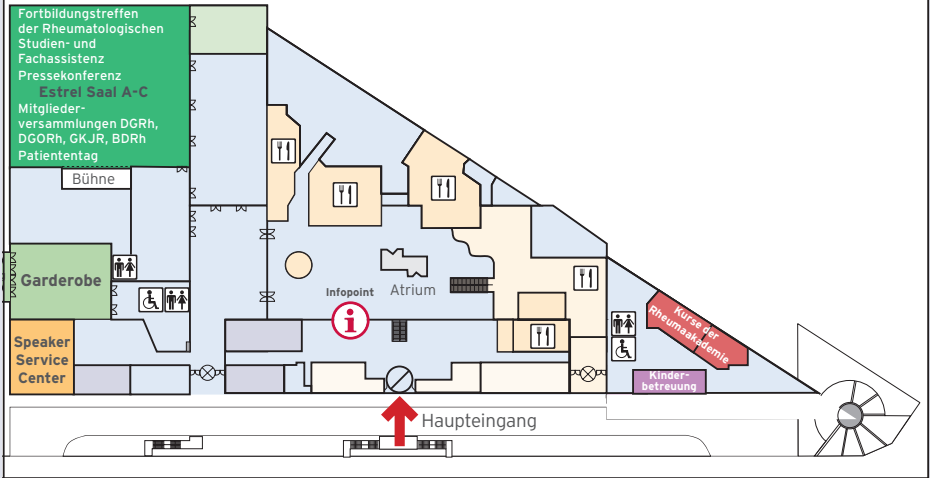 Fortbildungstreffen
der Rheumatologischen
Studien- und
Fachassistenz
Pressekonferenz
Estrel Saal A-C
Mitglieder-
versammlungen DGRh,
DGORh, GKJR, BDRh
Patiententag
Bühne
Garderobe
Speaker
Service
Center
Infopoint
i
Atrium
Kurse der
Rheumaakademie
Kinder-
betreuung
Haupteingang